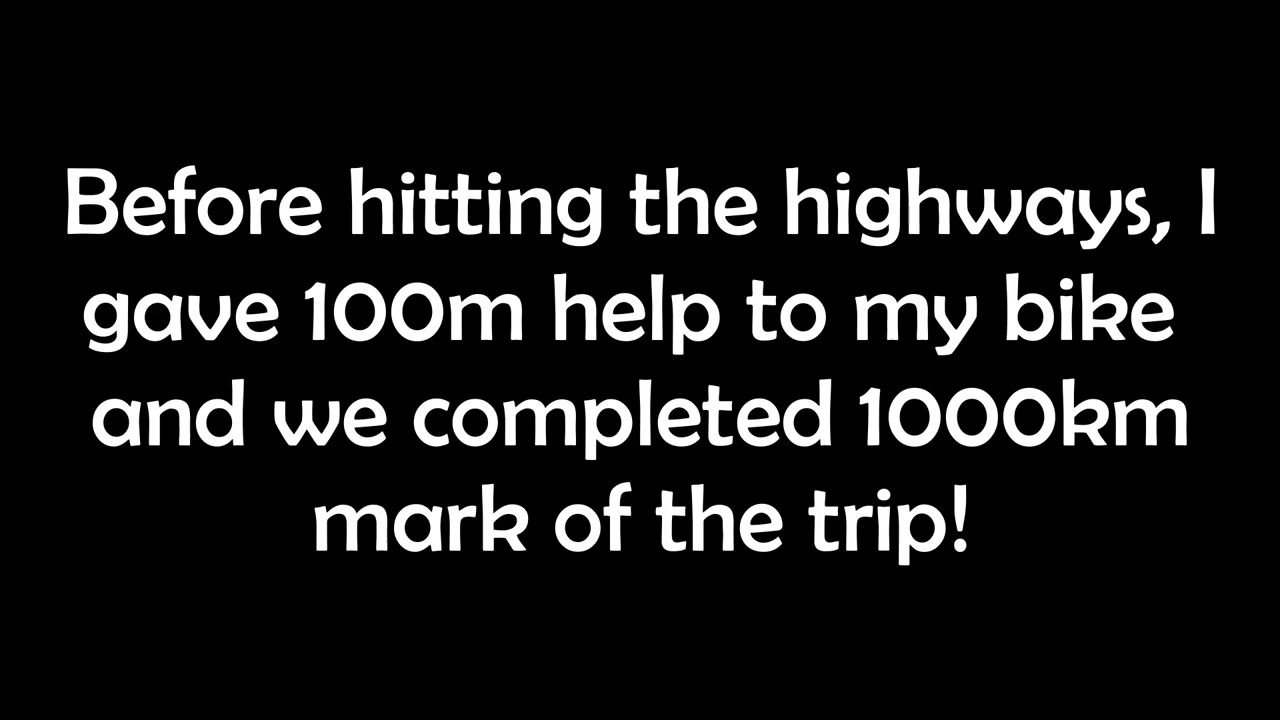 Before hitting the highways, I
gave 100m help to my bike
and we completed 1000km
mark of the trip!